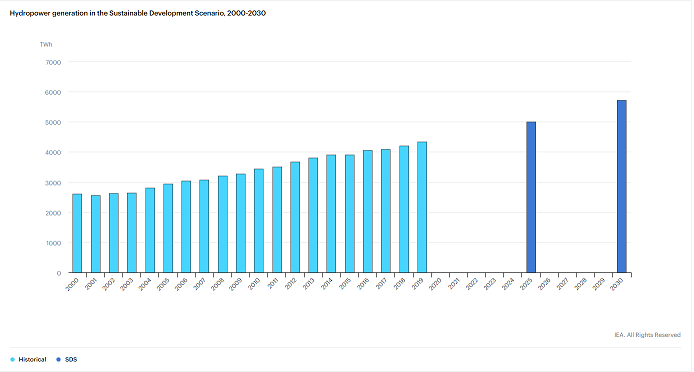 Hydropower generation in the Sustainable Development Scenario, 2000-2030
TWh
7000
6000
5000
4000
3000
2000
1000
0
2000 2001 2002 2003 2004 2005 2006 2007 2008 2009 2010 2011 2012 2013 2014 2015 2016 2017 2018 2019 2020 2021 2022 2023 2024 2025 2026 2027 2028 2029 2030
IEA. All Rights Reserved
Historical SDS